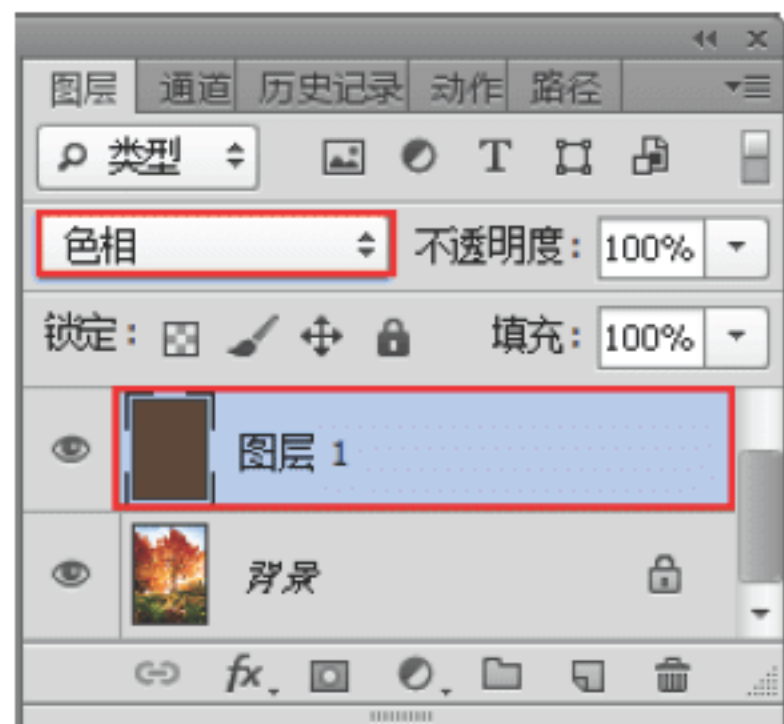 图层 通道 历史记录 动作 路径
类型 T
色相 不透明度: 100%
锁定: 填充: 100%
图层 1
背景
fx